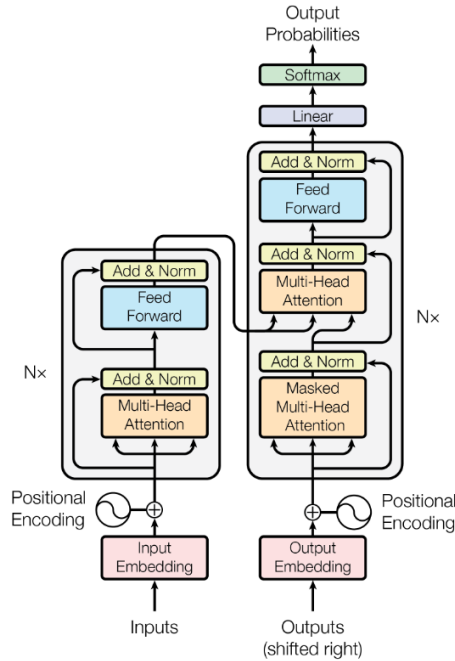 Output
Probabilities
Softmax
Linear
Add & Norm
Feed
Forward
Add & Norm
Multi-Head
Attention
Add & Norm
Masked
Multi-Head
Attention
N×
Add & Norm
Feed
Forward
Add & Norm
Multi-Head
Attention
N×
Positional
Encoding
Positional
Encoding
Input
Embedding
Output
Embedding
Inputs
Outputs
(shifted right)